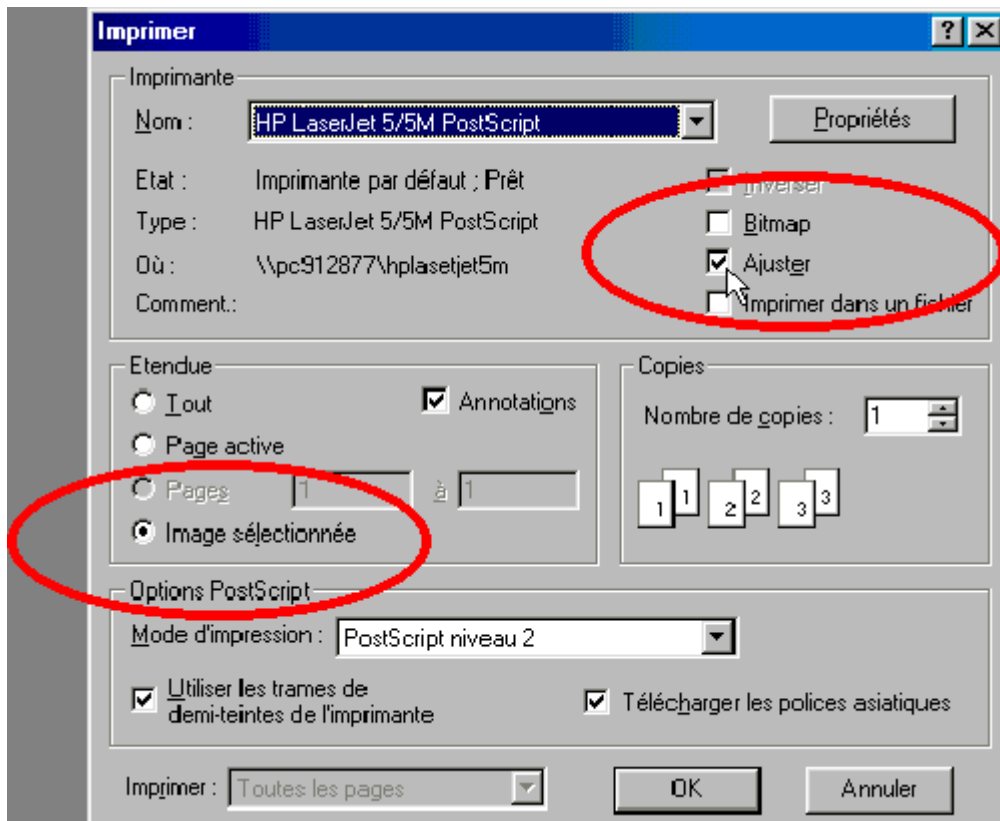 Imprimer
Imprimante
Nom : HP LaserJet 5/5M PostScript Propriétés
Etat : Imprimante par défaut ; Prêt Inverser
Type : HP LaserJet 5/5M PostScript Bitmap
Où : \\pc912877\hplasetjet5m Ajuster
Comment.: Imprimer dans un fichier
Etendue Copies
Tout Annotations Nombre de copies : 1
Page active
Pages 1 à 1
1 1 2 2 3 3
Image sélectionnée
Options PostScript
Mode d'impression : PostScript niveau 2
Utiliser les trames de
demi-teintes de l'imprimante Télécharger les polices asiatiques
Imprimer : Toutes les pages OK Annuler